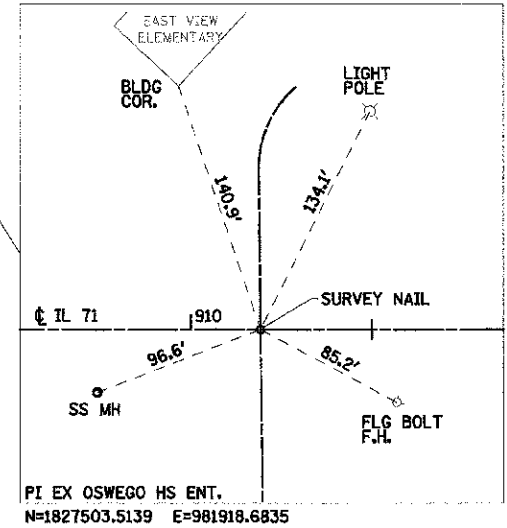 EAST VIEW
ELEMENTARY
BLDG
COR.
LIGHT
POLE
140.9'
134.1'
SURVEY NAIL
℄ IL 71
910
96.6'
85.2'
SS MH
FLG BOLT
F.H.
PI EX OSWEGO HS ENT.
N=1827503.5139 E=981918.6835